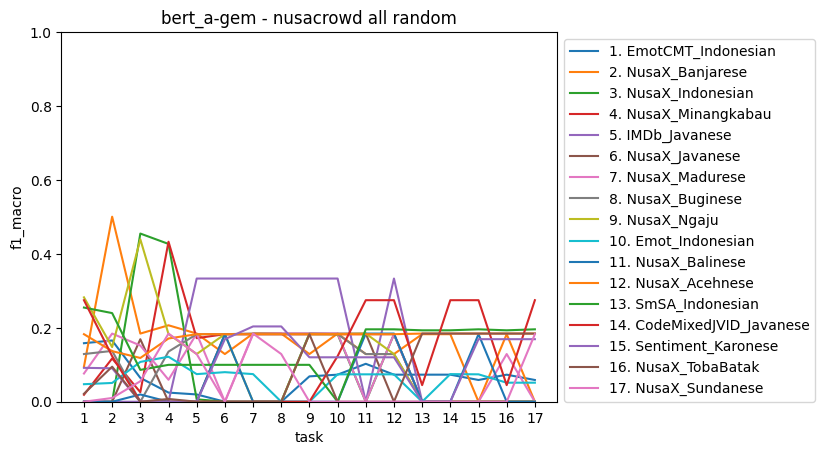 bert_a-gem - nusacrowd all random
1.0
0.8
0.6
0.4
0.2
0.0
f1_macro
1 2 3 4 5 6 7 8 9 10 11 12 13 14 15 16 17
task
1. EmotCMT_Indonesian
2. NusaX_Banjarese
3. NusaX_Indonesian
4. NusaX_Minangkabau
5. IMDb_Javanese
6. NusaX_Javanese
7. NusaX_Madurese
8. NusaX_Buginese
9. NusaX_Ngaju
10. Emot_Indonesian
11. NusaX_Balinese
12. NusaX_Acehnese
13. SmSA_Indonesian
14. CodeMixedJVID_Javanese
15. Sentiment_Karonese
16. NusaX_TobaBatak
17. NusaX_Sundanese